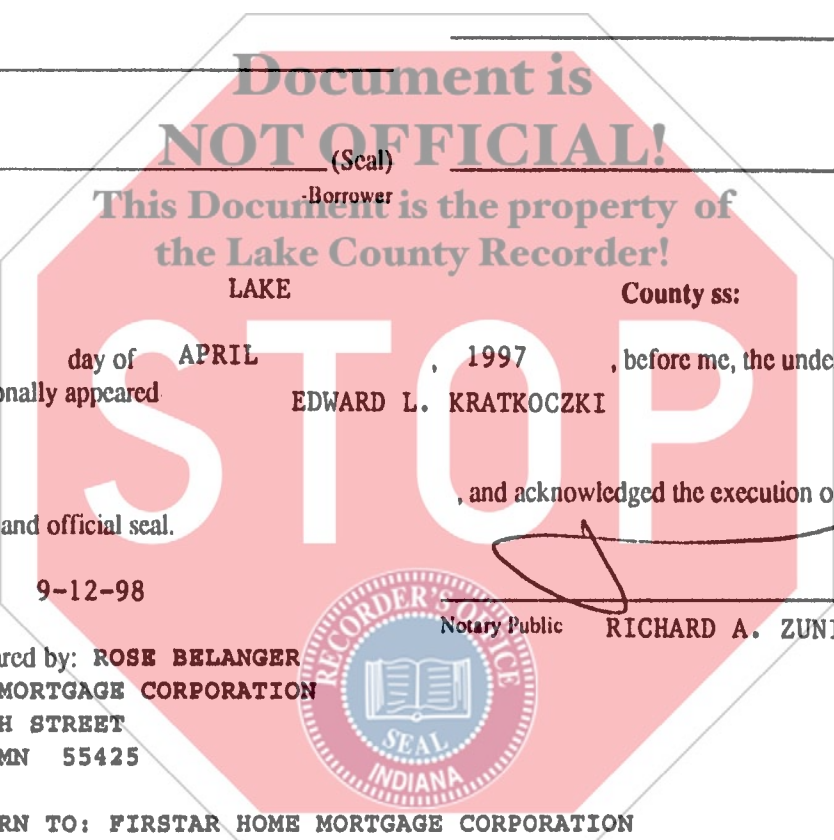 Document is
NOT OFFICIAL!
(Seal)
-Borrower
This Document is the property of
the Lake County Recorder!
LAKE County ss:
STOP
day of APRIL , 1997 , before me, the unde
onally appeared
EDWARD L. KRATKOCZKI
, and acknowledged the execution o
and official seal.
9-12-98
Notary Public RICHARD A. ZUNI
ared by: ROSE BELANGER
MORTGAGE CORPORATION
H STREET
MN 55425
RECORDER'S OFFICE
SEAL
INDIANA
RN TO: FIRSTAR HOME MORTGAGE CORPORATION